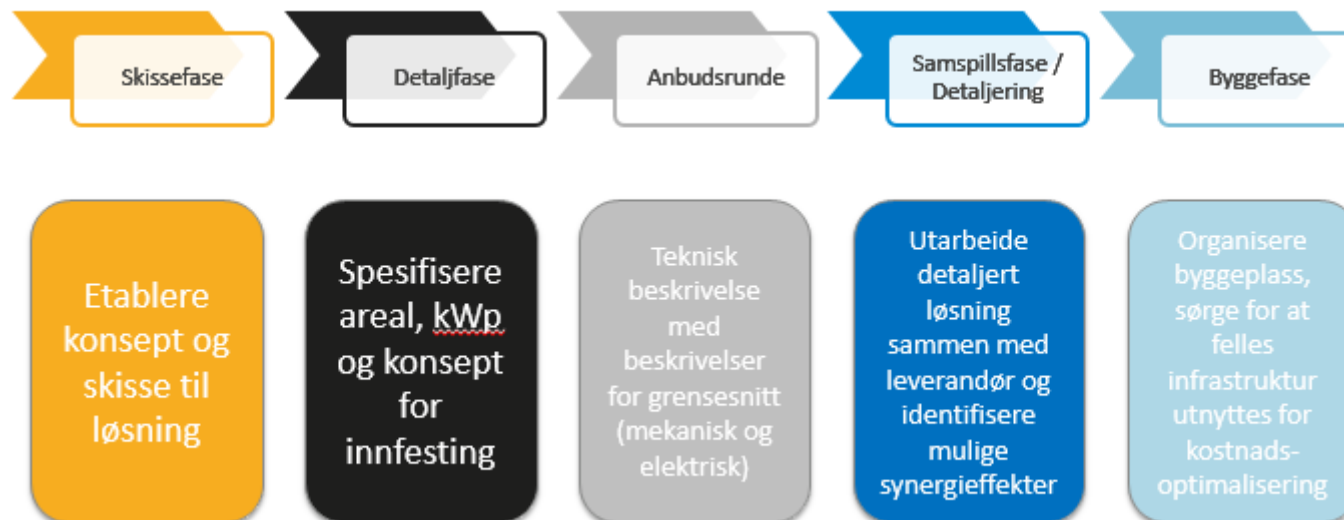 Skissefase
Detaljfase
Anbudsrunde
Samspillsfase /
Detaljering
Byggefase
Etablere
konsept og
skisse til
løsning
Spesifisere
areal, kWp
og konsept
for
innfesting
Teknisk
beskrivelse
med
beskrivelser
for grensesnitt
(mekanisk og
elektrisk)
Utarbeide
detaljert
løsning
sammen med
leverandør og
identifisere
mulige
synergieffekter
Organisere
byggeplass,
sørge for at
felles
infrastruktur
utnyttes for
kostnads-
optimalisering